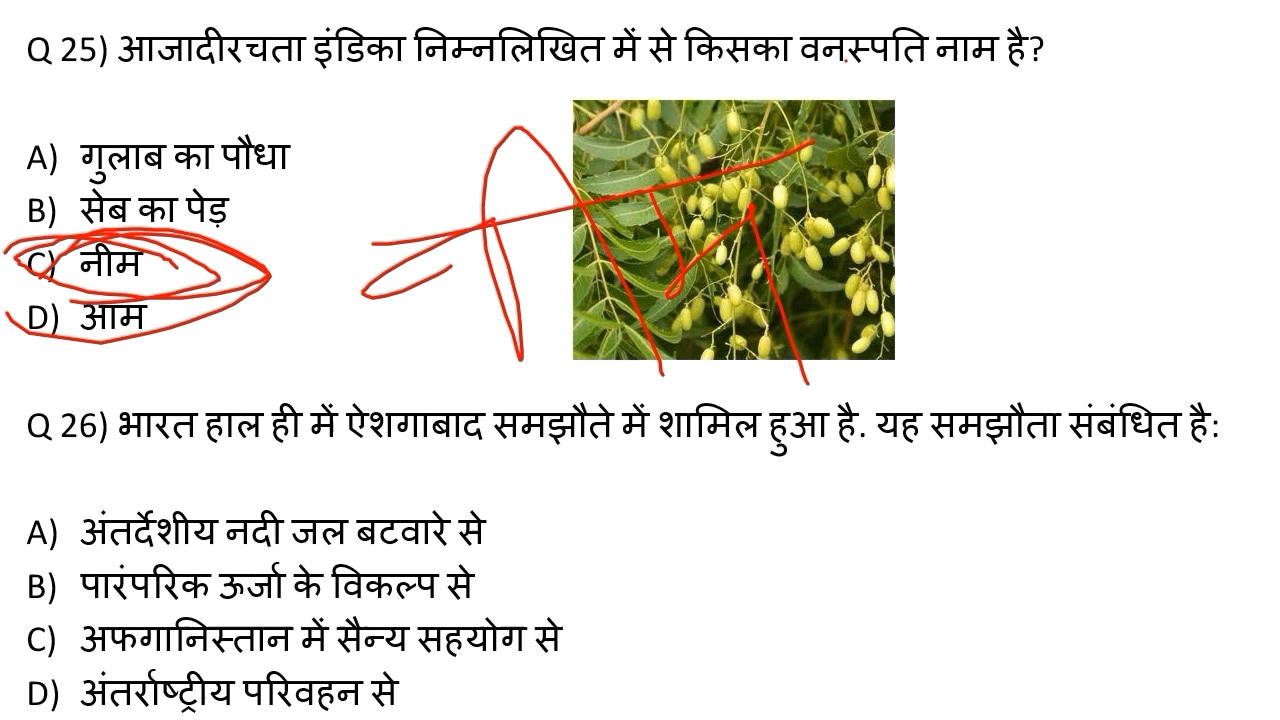 Q 25) आजादीरचता इंडिका निम्नलिखित में से किसका वनस्पति नाम है?
A) गुलाब का पौधा
B) सेब का पेड़
C) नीम
D) आम
Q 26) भारत हाल ही में ऐशगाबाद समझौते में शामिल हुआ है. यह समझौता संबंधित है:
A) अंतर्देशीय नदी जल बटवारे से
B) पारंपरिक ऊर्जा के विकल्प से
C) अफगानिस्तान में सैन्य सहयोग से
D) अंतर्राष्ट्रीय परिवहन से